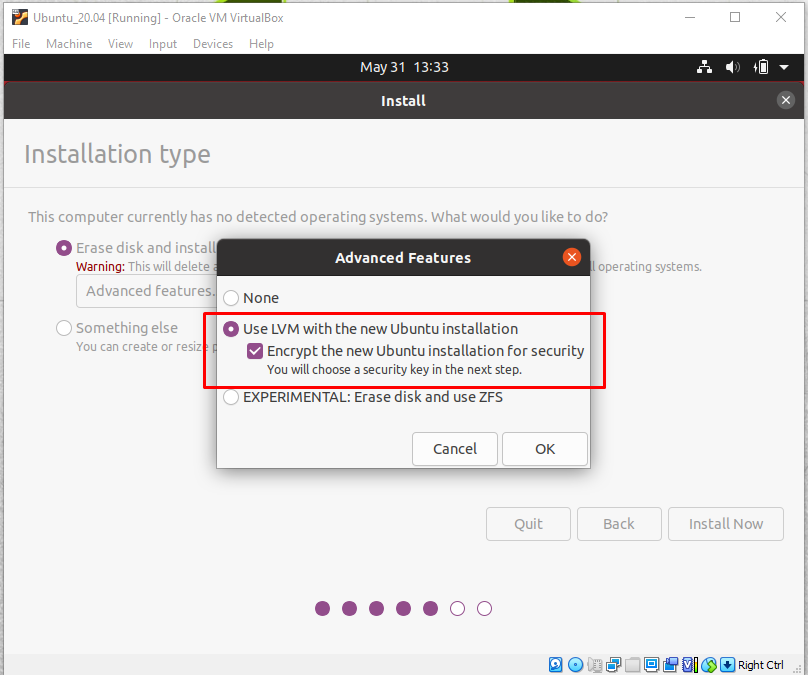 Ubuntu_20.04 [Running] - Oracle VM VirtualBox
File Machine View Input Devices Help
May 31 13:33
Install
Installation type
This computer currently has no detected operating systems. What would you like to do?
Erase disk and install
Warning: This will delete
operating systems.
Advanced features.
Something else
You can create or resize
Advanced Features
None
Use LVM with the new Ubuntu installation
Encrypt the new Ubuntu installation for security
You will choose a security key in the next step.
EXPERIMENTAL: Erase disk and use ZFS
Cancel OK
Quit Back Install Now
Right Ctrl